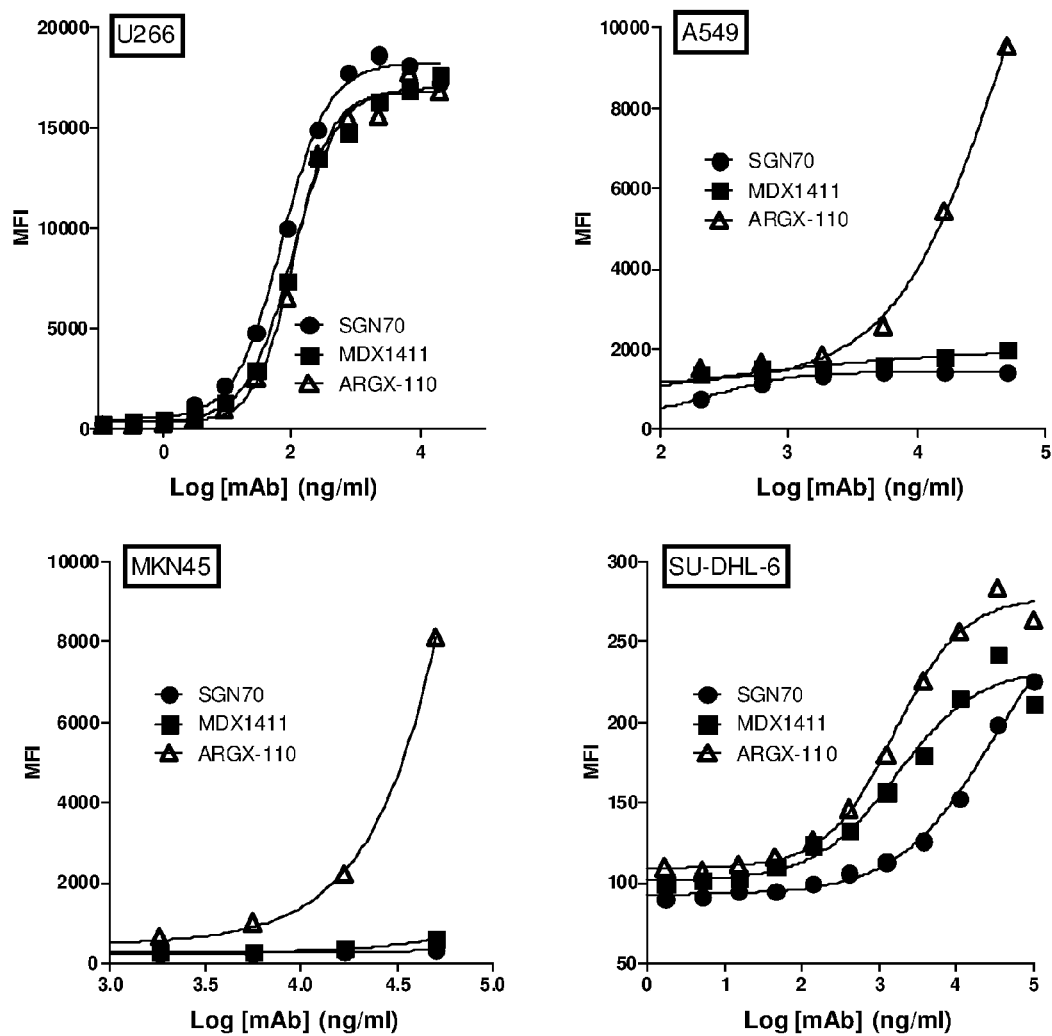 U266
20000
15000
10000
5000
0
MFI
SGN70
MDX1411
ARGX-110
0 2 4
Log [mAb] (ng/ml)
A549
10000
8000
6000
4000
2000
0
MFI
SGN70
MDX1411
ARGX-110
2 3 4 5
Log [mAb] (ng/ml)
MKN45
10000
8000
6000
4000
2000
0
MFI
SGN70
MDX1411
ARGX-110
3.0 3.5 4.0 4.5 5.0
Log [mAb] (ng/ml)
SU-DHL-6
300
250
200
150
100
50
MFI
SGN70
MDX1411
ARGX-110
0 1 2 3 4 5
Log [mAb] (ng/ml)